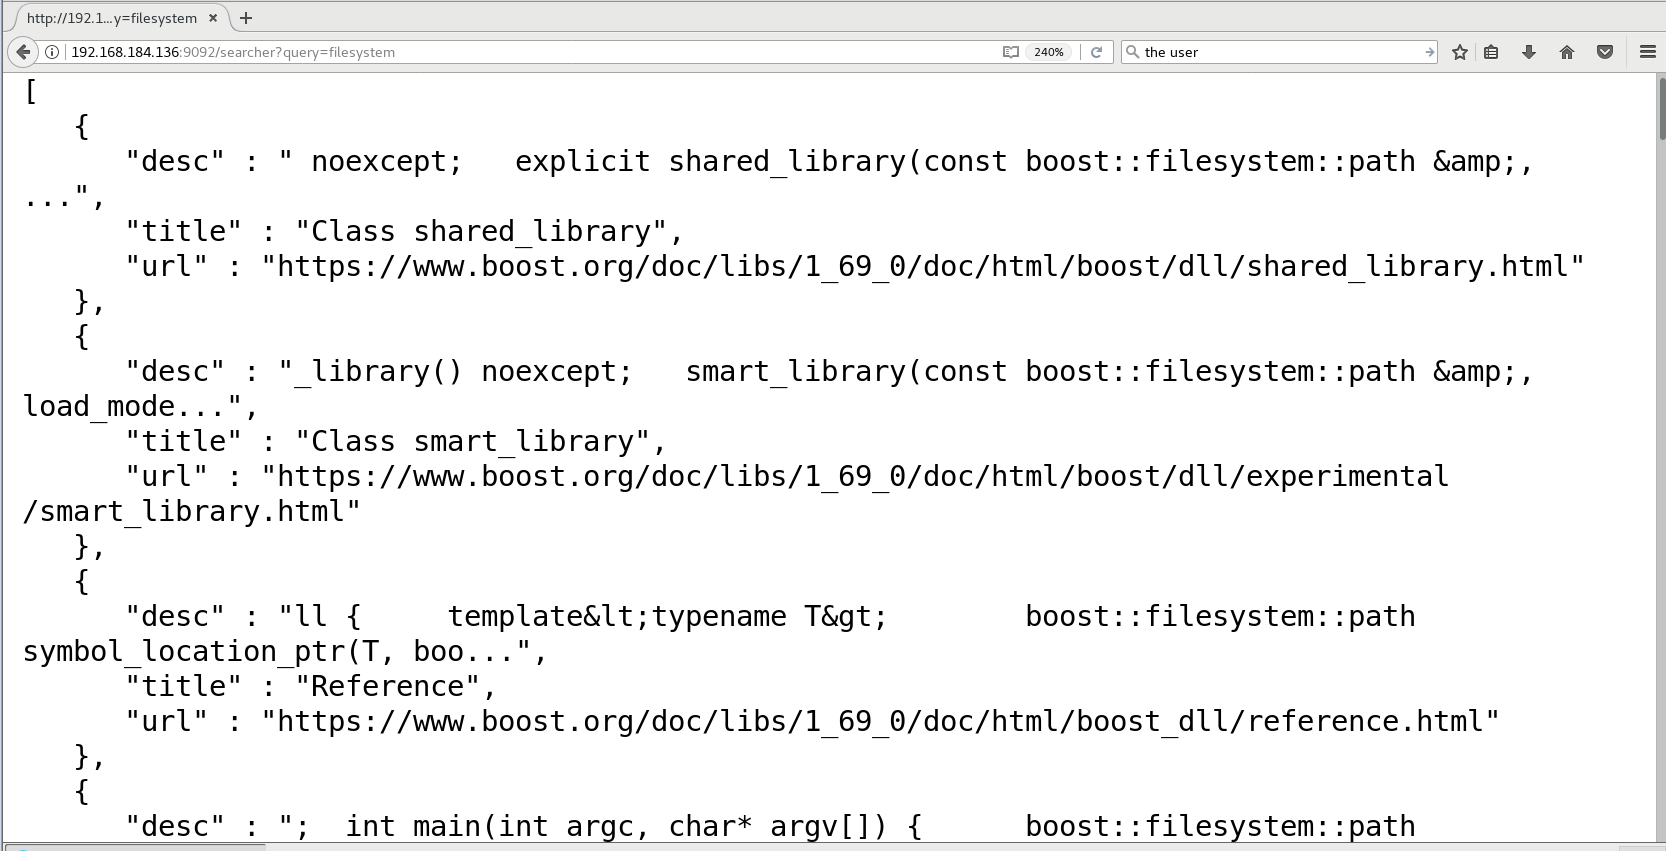 http://192.1...y=filesystem
192.168.184.136:9092/searcher?query=filesystem 240% the user
[
   {
      "desc" : " noexcept;   explicit shared_library(const boost::filesystem::path &amp;,
...",
      "title" : "Class shared_library",
      "url" : "https://www.boost.org/doc/libs/1_69_0/doc/html/boost/dll/shared_library.html"
   },
   {
      "desc" : "_library() noexcept;   smart_library(const boost::filesystem::path &amp;,
load_mode...",
      "title" : "Class smart_library",
      "url" : "https://www.boost.org/doc/libs/1_69_0/doc/html/boost/dll/experimental
/smart_library.html"
   },
   {
      "desc" : "ll {     template&lt;typename T&gt;        boost::filesystem::path
symbol_location_ptr(T, boo...",
      "title" : "Reference",
      "url" : "https://www.boost.org/doc/libs/1_69_0/doc/html/boost_dll/reference.html"
   },
   {
      "desc" : ";  int main(int argc, char* argv[]) {      boost::filesystem::path